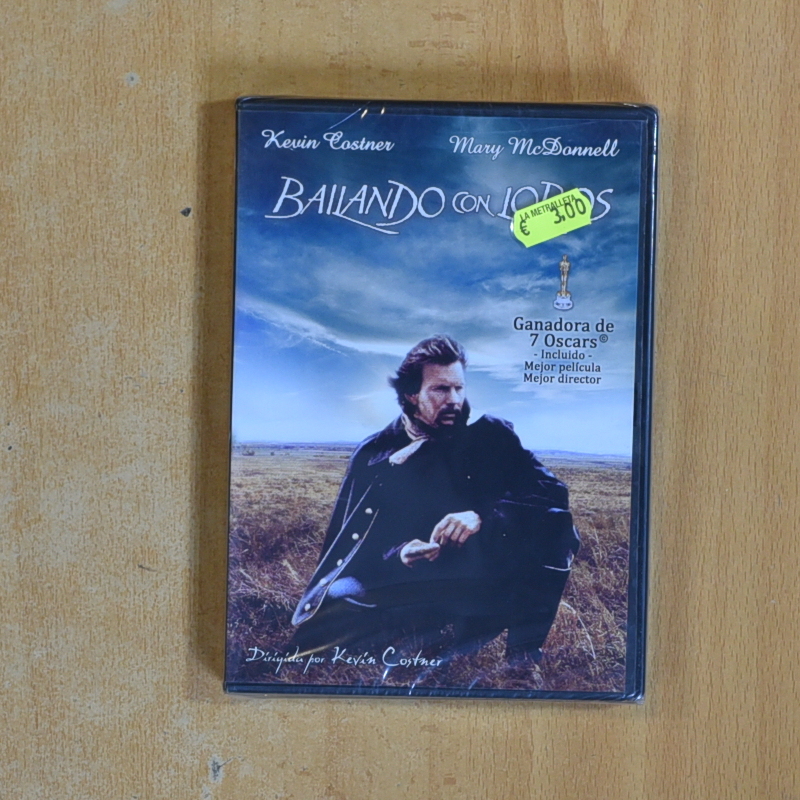 Kevin Costner
Mary McDonnell
BAILANDO CON LOBOS
LA METRALLETA
€ 3,00
Ganadora de
7 Oscars©
- Incluido -
Mejor película
Mejor director
Dirigida por Kevin Costner